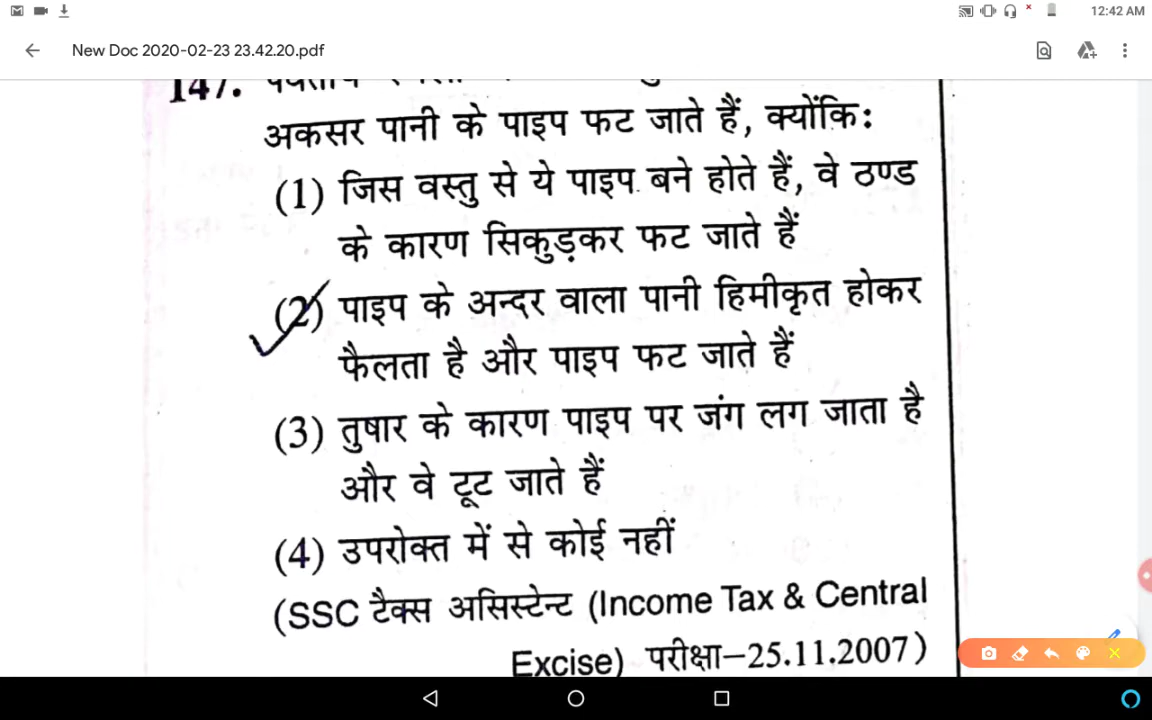 12:42 AM
New Doc 2020-02-23 23.42.20.pdf
147.
अकसर पानी के पाइप फट जाते हैं, क्योंकि:
(1) जिस वस्तु से ये पाइप बने होते हैं, वे ठण्ड
के कारण सिकुड़कर फट जाते हैं
(2) पाइप के अन्दर वाला पानी हिमीकृत होकर
फैलता है और पाइप फट जाते हैं
(3) तुषार के कारण पाइप पर जंग लग जाता है
और वे टूट जाते हैं
(4) उपरोक्त में से कोई नहीं
(SSC टैक्स असिस्टेन्ट (Income Tax & Central
Excise) परीक्षा–25.11.2007)